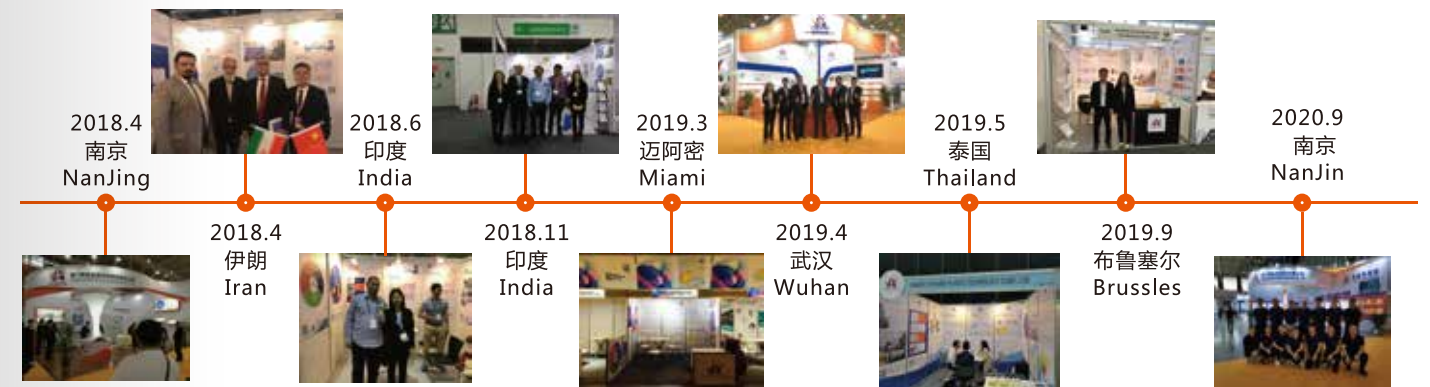 2018.4
南京
NanJing
2018.4
伊朗
Iran
2018.6
印度
India
2018.11
印度
India
2019.3
迈阿密
Miami
2019.4
武汉
Wuhan
2019.5
泰国
Thailand
2019.9
布鲁塞尔
Brussles
2020.9
南京
NanJin